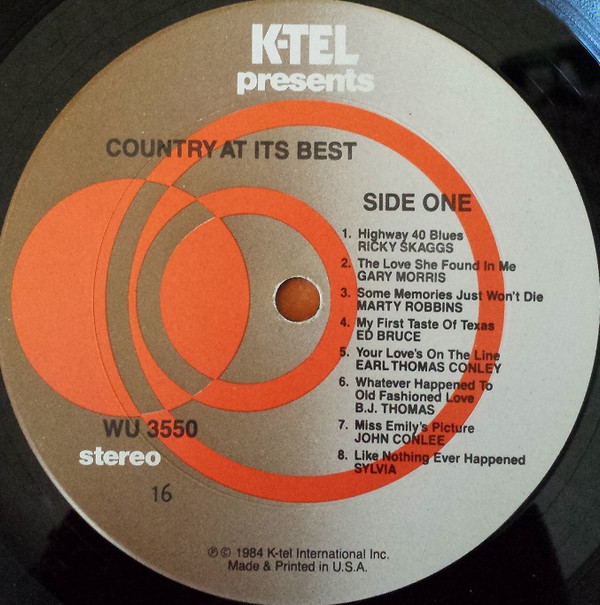 K-TEL
presents
COUNTRY AT ITS BEST
SIDE ONE
1. Highway 40 Blues
RICKY SKAGGS
2. The Love She Found In Me
GARY MORRIS
3. Some Memories Just Won't Die
MARTY ROBBINS
4. My First Taste Of Texas
ED BRUCE
5. Your Love's On The Line
EARL THOMAS CONLEY
6. Whatever Happened To
Old Fashioned Love
B.J. THOMAS
7. Miss Emily's Picture
JOHN CONLEE
8. Like Nothing Ever Happened
SYLVIA
WU 3550
stereo
16
℗© 1984 K-tel International Inc.
Made & Printed in U.S.A.